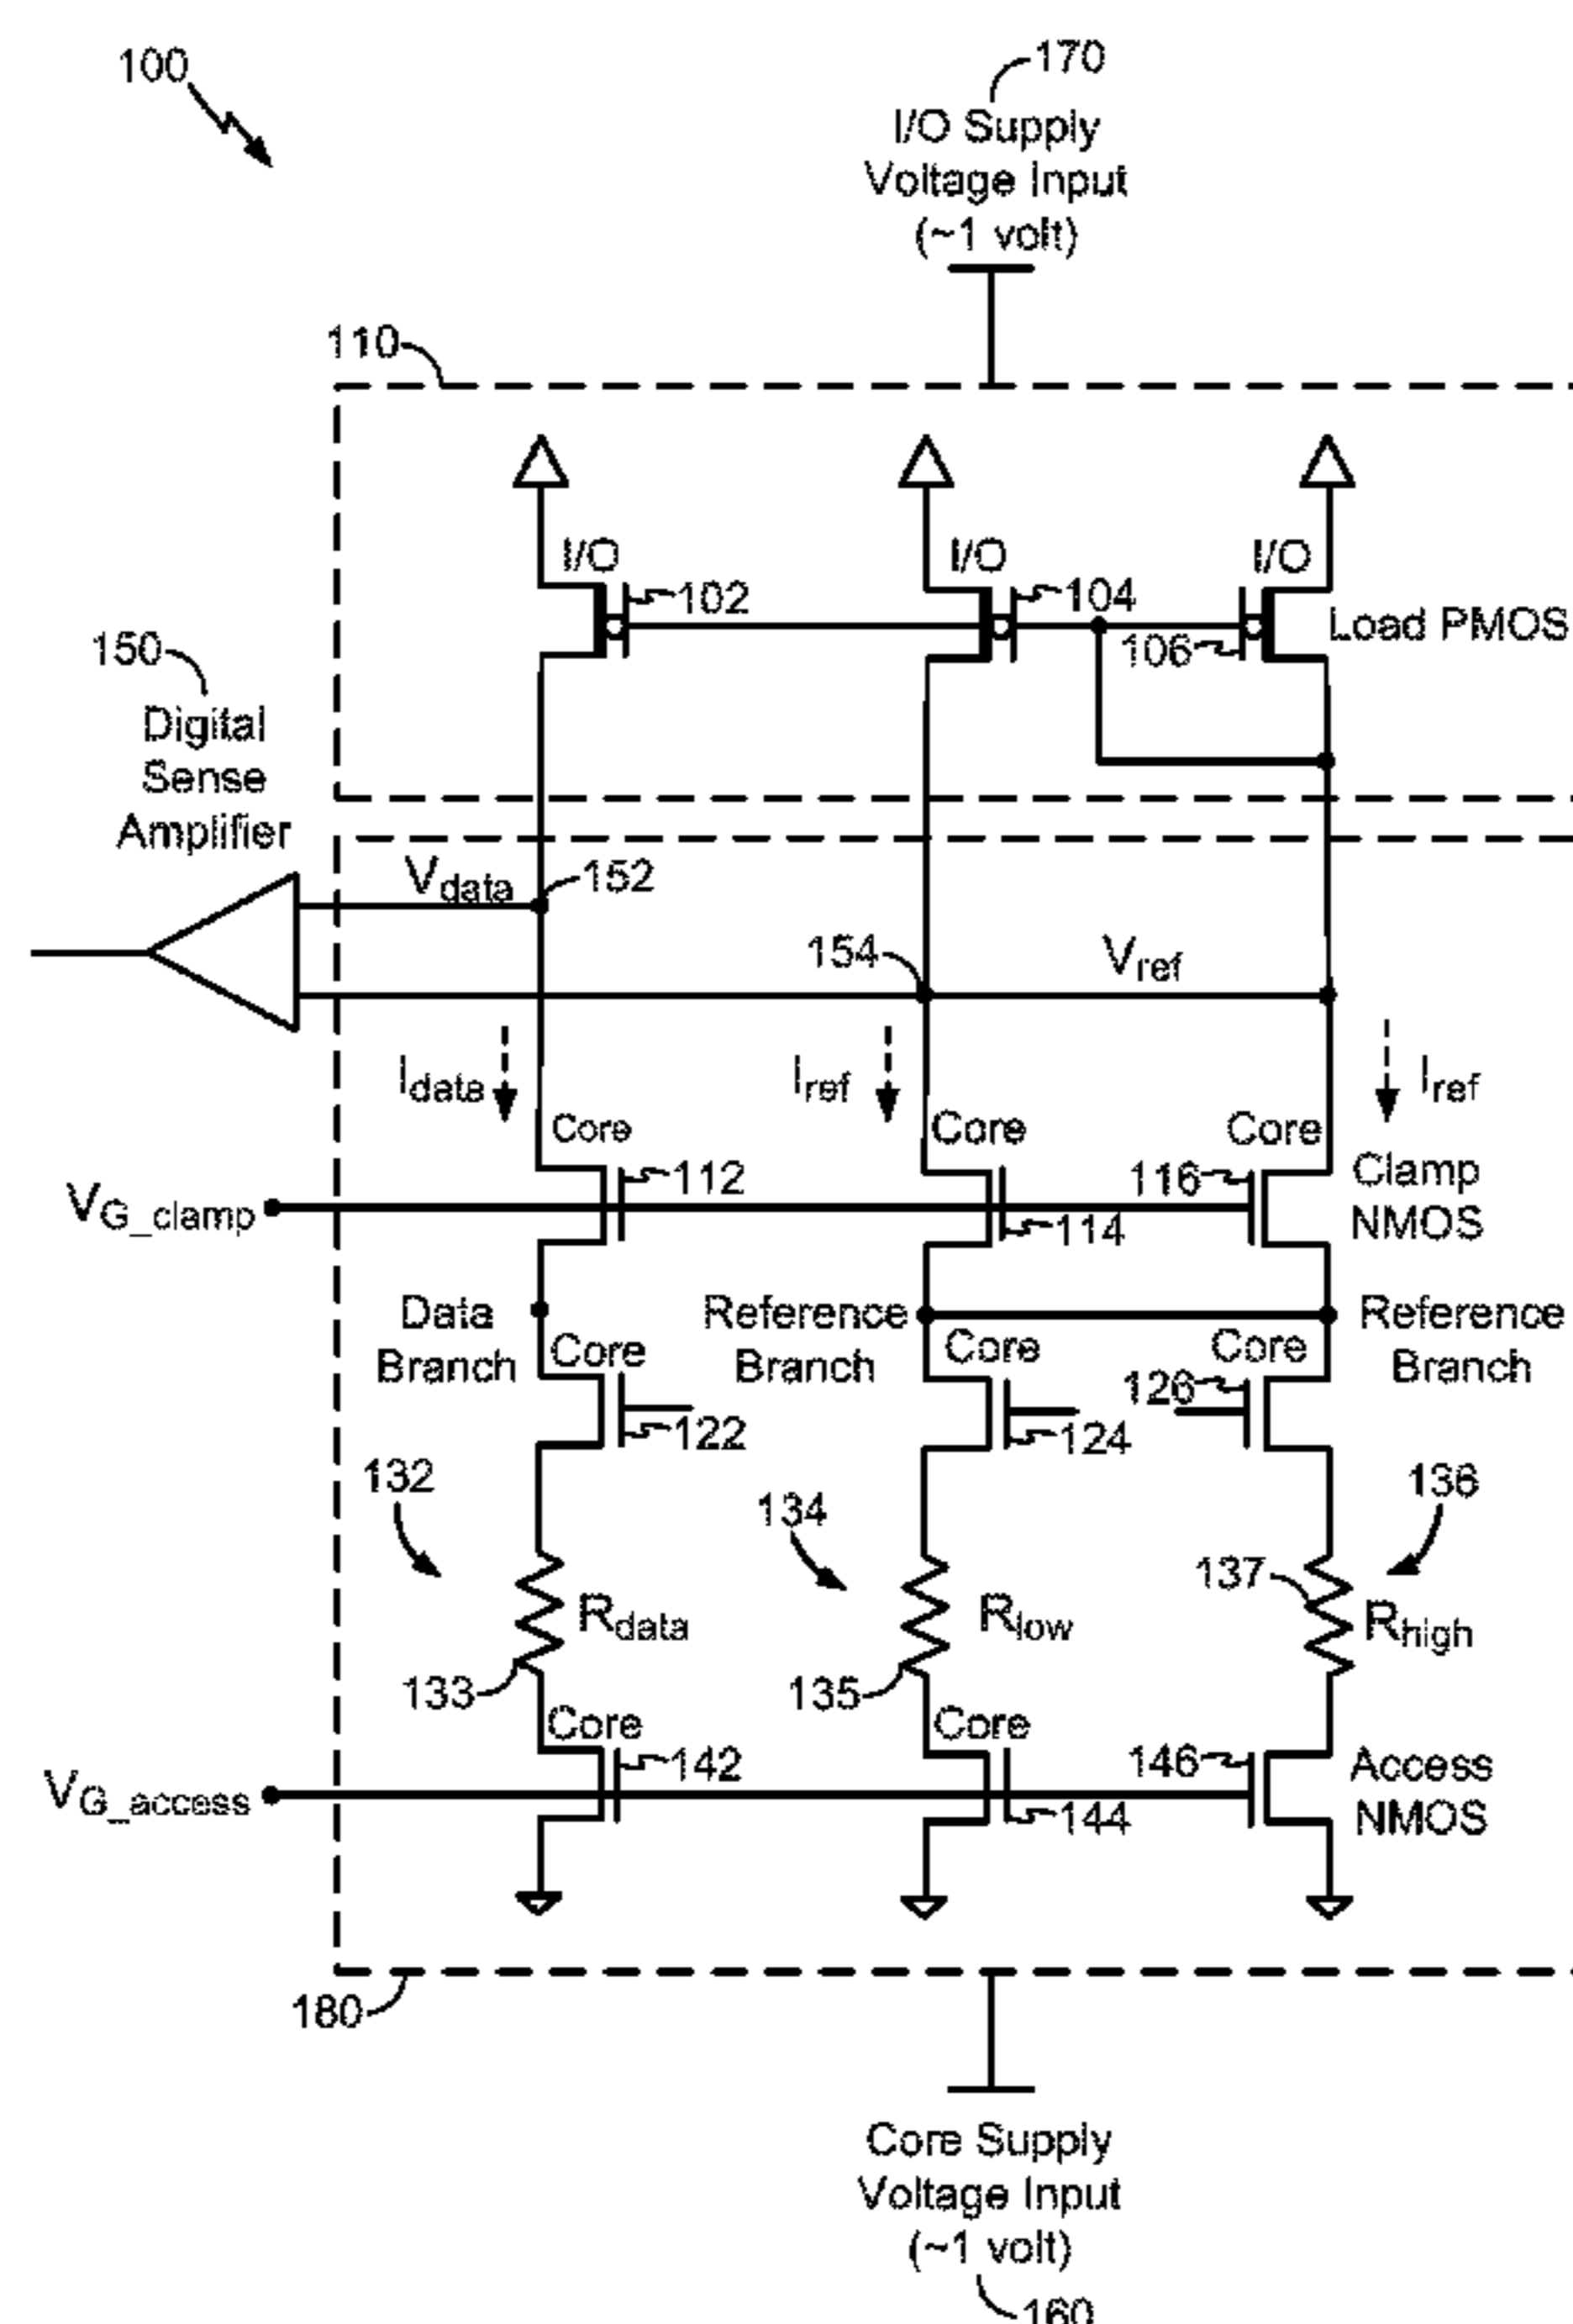 100
170
I/O Supply
Voltage Input
(~1 volt)
110
I/O
I/O
I/O
102
104
106
Load PMOS
150
Digital
Sense
Amplifier
Vdata
152
154
Vref
Idata
Iref
Iref
Core
Core
Core
112
114
116
Clamp
NMOS
VG_clamp
Data
Branch
Reference
Branch
Reference
Branch
Core
Core
Core
122
124
126
132
134
136
Rdata
Rlow
137
Rhigh
133
135
Core
Core
142
144
146
Access
NMOS
VG_access
180
Core Supply
Voltage Input
(~1 volt)
160